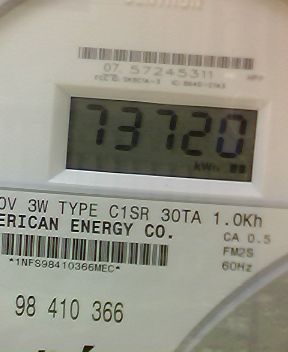 07 57245311
73720
kWh
0V 3W TYPE C1SR 30TA 1.0Kh
ERICAN ENERGY CO.
CA 0.5
FM2S
60Hz
*1NFS98410366MEC*
98 410 366